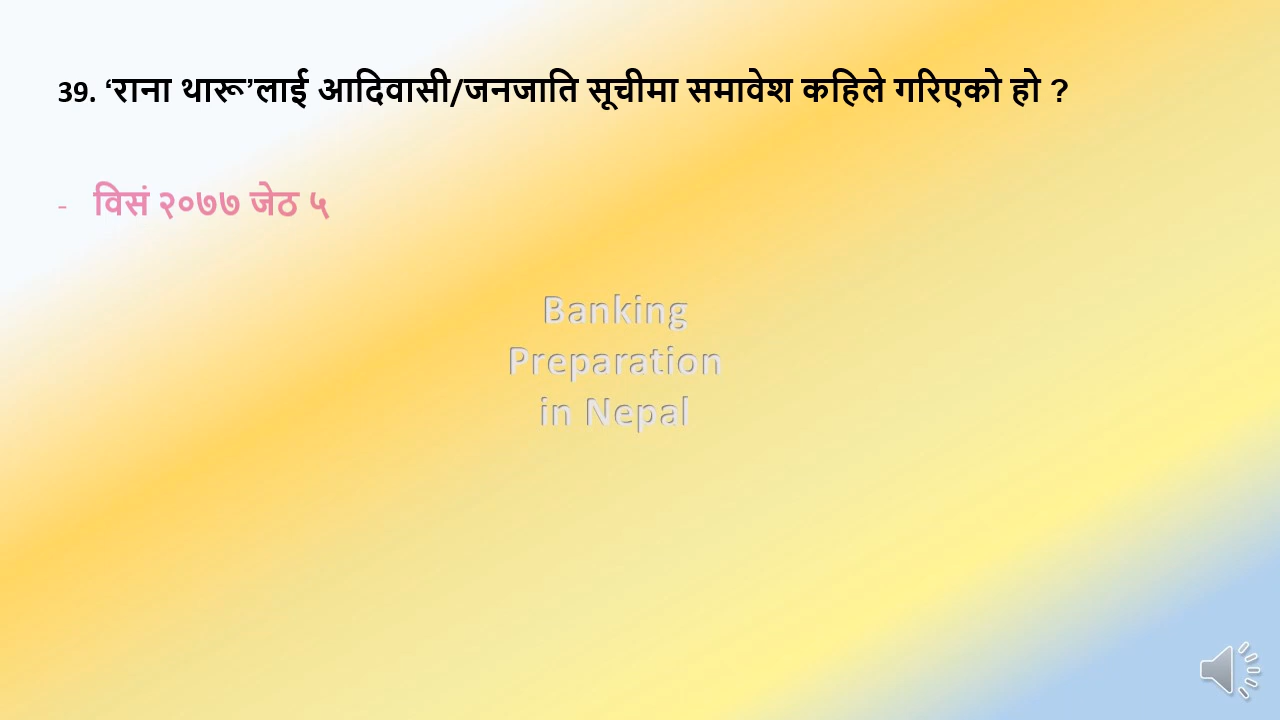 39. ‘राना थारू’लाई आदिवासी/जनजाति सूचीमा समावेश कहिले गरिएको हो ?
- विसं २०७७ जेठ ५
Banking
Preparation
in Nepal